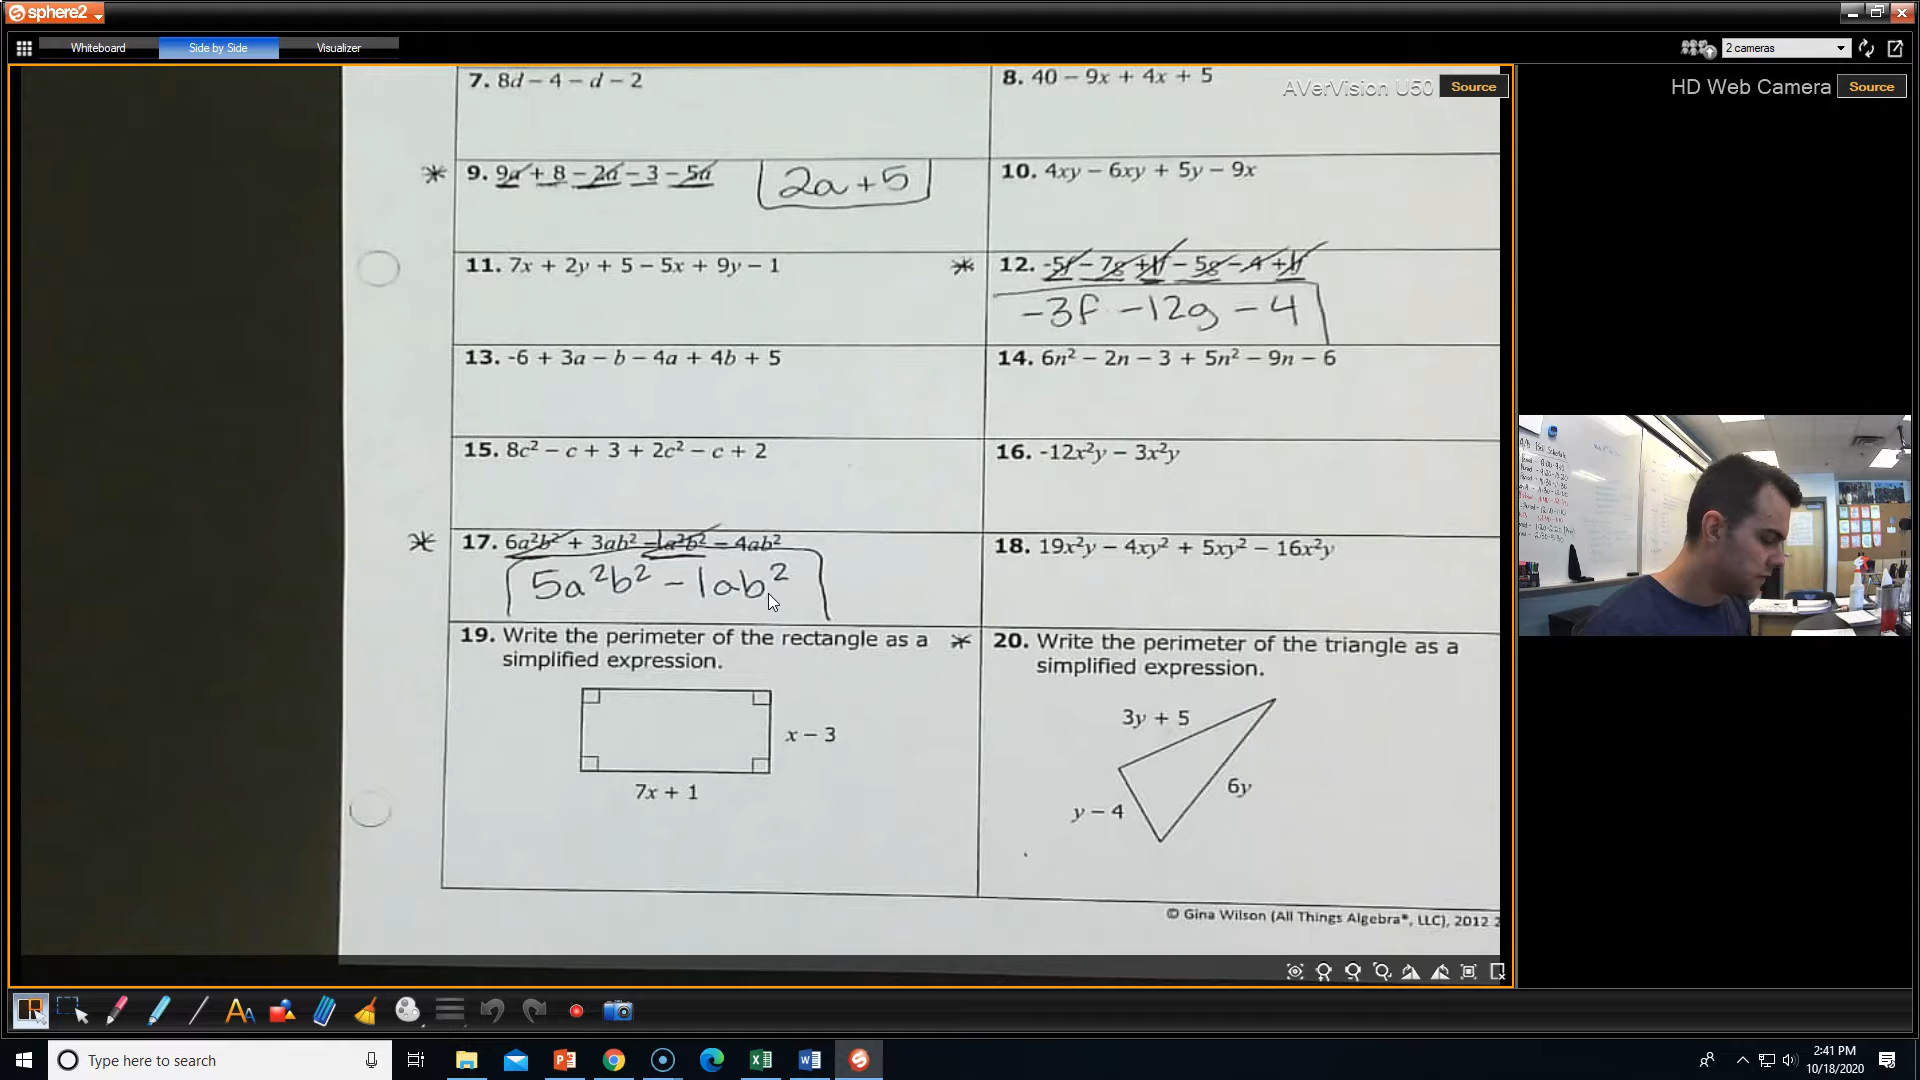 sphere2
Whiteboard
Side by Side
Visualizer
2 cameras
AVerVision U50
Source
HD Web Camera
Source
7. 8d – 4 – d – 2
8. 40 – 9x + 4x + 5
* 9. 9a + 8 – 2a – 3 – 5a
2a + 5
10. 4xy – 6xy + 5y – 9x
11. 7x + 2y + 5 – 5x + 9y – 1
* 12.
-3f - 12g - 4
13. -6 + 3a – b – 4a + 4b + 5
14. 6n² – 2n – 3 + 5n² – 9n – 6
15. 8c² – c + 3 + 2c² – c + 2
16. -12x²y – 3x²y
* 17. 6a²b² + 3ab² – 1a²b² – 4ab²
5a²b² - 1ab²
18. 19x²y – 4xy² + 5xy² – 16x²y
19. Write the perimeter of the rectangle as a
simplified expression.
x – 3
7x + 1
* 20. Write the perimeter of the triangle as a
simplified expression.
3y + 5
6y
y – 4
© Gina Wilson (All Things Algebra®, LLC), 2012
Type here to search
2:41 PM
10/18/2020